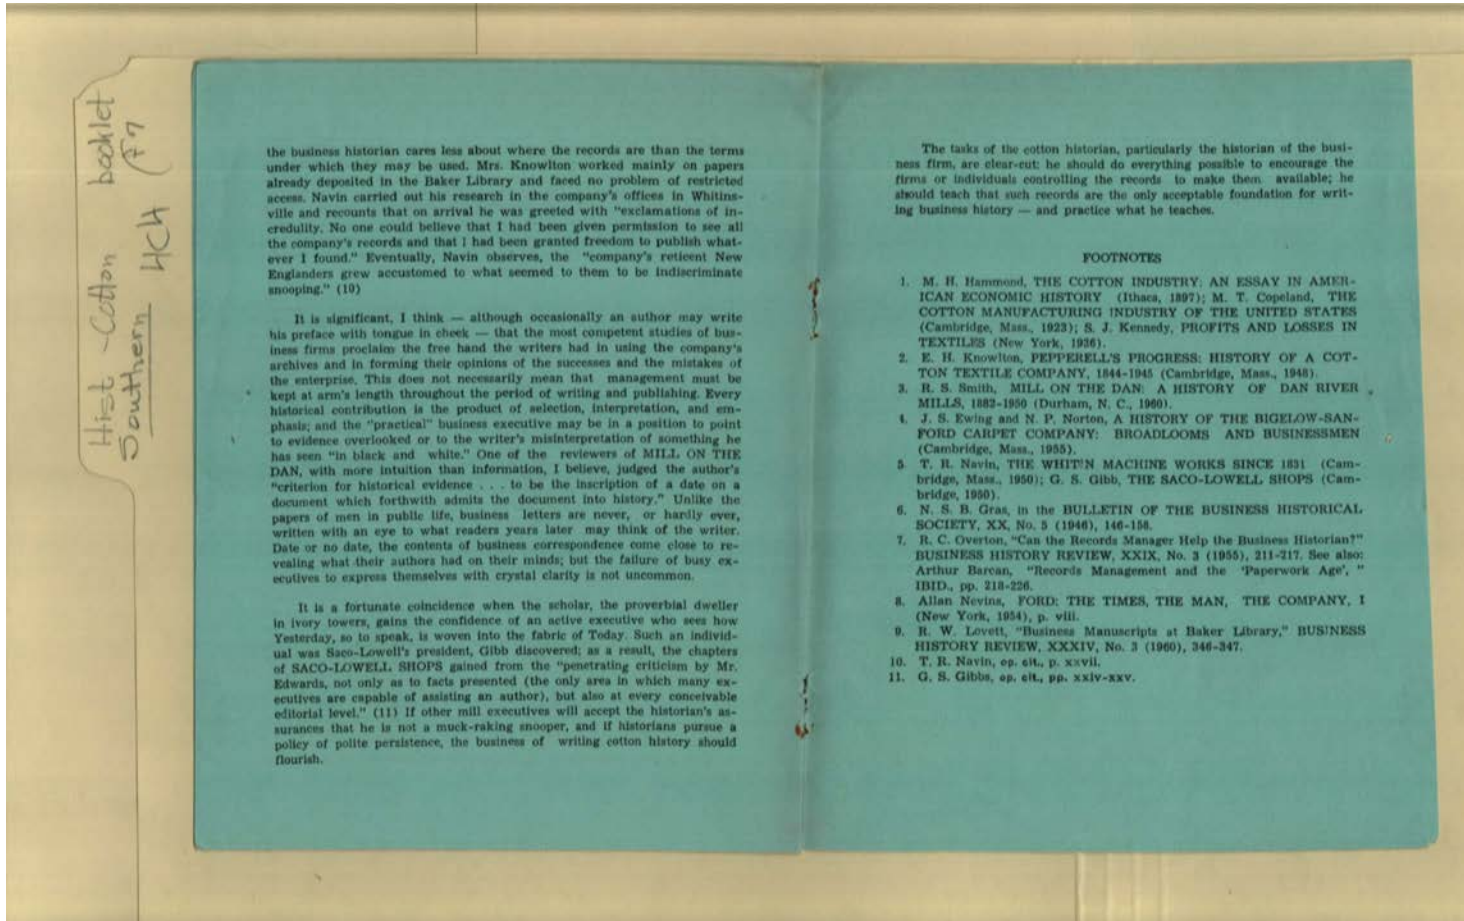 Hist - Cotton booklet
Southern HCH (F7
the business historian cares less about where the records are than the terms
under which they may be used. Mrs. Knowlton worked mainly on papers
already deposited in the Baker Library and faced no problem of restricted
access. Navin carried out his research in the company's offices in Whitins-
ville and recounts that on arrival he was greeted with "exclamations of in-
credulity. No one could believe that I had been given permission to see all
the company's records and that I had been granted freedom to publish what-
ever I found." Eventually, Navin observes, the "company's reticent New
Englanders grew accustomed to what seemed to them to be indiscriminate
snooping." (10)
It is significant, I think — although occasionally an author may write
his preface with tongue in cheek — that the most competent studies of bus-
iness firms proclaim the free hand the writers had in using the company's
archives and in forming their opinions of the successes and the mistakes of
the enterprise. This does not necessarily mean that management must be
kept at arm's length throughout the period of writing and publishing. Every
historical contribution is the product of selection, interpretation, and em-
phasis; and the "practical" business executive may be in a position to point
to evidence overlooked or to the writer's misinterpretation of something he
has seen "in black and white." One of the reviewers of MILL ON THE
DAN, with more intuition than information, I believe, judged the author's
"criterion for historical evidence . . . to be the inscription of a date on a
document which forthwith admits the document into history." Unlike the
papers of men in public life, business letters are never, or hardly ever,
written with an eye to what readers years later may think of the writer.
Date or no date, the contents of business correspondence come close to re-
vealing what their authors had on their minds; but the failure of busy ex-
ecutives to express themselves with crystal clarity is not uncommon.
It is a fortunate coincidence when the scholar, the proverbial dweller
in ivory towers, gains the confidence of an active executive who sees how
Yesterday, so to speak, is woven into the fabric of Today. Such an individ-
ual was Saco-Lowell's president, Gibb discovered; as a result, the chapters
of SACO-LOWELL SHOPS gained from the "penetrating criticism by Mr.
Edwards, not only as to facts presented (the only area in which many ex-
ecutives are capable of assisting an author), but also at every conceivable
editorial level." (11) If other mill executives will accept the historian's as-
surances that he is not a muck-raking snooper, and if historians pursue a
policy of polite persistence, the business of writing cotton history should
flourish.
The tasks of the cotton historian, particularly the historian of the busi-
ness firm, are clear-cut: he should do everything possible to encourage the
firms or individuals controlling the records to make them available; he
should teach that such records are the only acceptable foundation for writ-
ing business history — and practice what he teaches.
FOOTNOTES
1. M. H. Hammond, THE COTTON INDUSTRY: AN ESSAY IN AMER-
ICAN ECONOMIC HISTORY (Ithaca, 1897); M. T. Copeland, THE
COTTON MANUFACTURING INDUSTRY OF THE UNITED STATES
(Cambridge, Mass., 1923); S. J. Kennedy, PROFITS AND LOSSES IN
TEXTILES (New York, 1936).
2. E. H. Knowlton, PEPPERELL'S PROGRESS: HISTORY OF A COT-
TON TEXTILE COMPANY, 1844-1945 (Cambridge, Mass., 1948).
3. R. S. Smith, MILL ON THE DAN: A HISTORY OF DAN RIVER
MILLS, 1882-1950 (Durham, N. C., 1960).
4. J. S. Ewing and N. P. Norton, A HISTORY OF THE BIGELOW-SAN-
FORD CARPET COMPANY: BROADLOOMS AND BUSINESSMEN
(Cambridge, Mass., 1955).
5 T. R. Navin, THE WHITIN MACHINE WORKS SINCE 1831 (Cam-
bridge, Mass., 1950); G. S. Gibb, THE SACO-LOWELL SHOPS (Cam-
bridge, 1950).
6. N. S. B. Gras, in the BULLETIN OF THE BUSINESS HISTORICAL
SOCIETY, XX, No. 5 (1946), 146-158.
7. R. C. Overton, "Can the Records Manager Help the Business Historian?"
BUSINESS HISTORY REVIEW, XXIX, No. 3 (1955), 211-217. See also:
Arthur Barcan, "Records Management and the 'Paperwork Age', "
IBID., pp. 218-226.
8. Allan Nevins, FORD: THE TIMES, THE MAN, THE COMPANY, I
(New York, 1954), p. viii.
9. R. W. Lovett, "Business Manuscripts at Baker Library," BUSINESS
HISTORY REVIEW, XXXIV, No. 3 (1960), 346-347.
10. T. R. Navin, op. cit., p. xxvii.
11. G. S. Gibbs, op. cit., pp. xxiv-xxv.